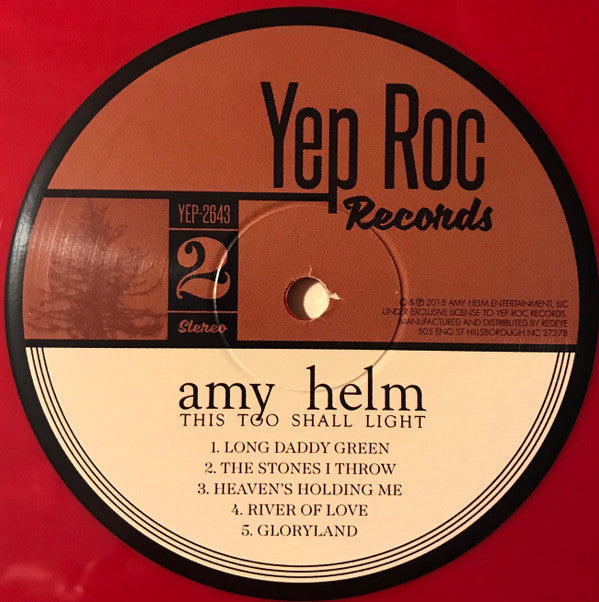 Yep Roc
Records
YEP-2643
2
Stereo
© & ℗ 2018 AMY HELM ENTERTAINMENT, LLC
UNDER EXCLUSIVE LICENSE TO YEP ROC RECORDS.
MANUFACTURED AND DISTRIBUTED BY REDEYE
505 ENO ST HILLSBOROUGH NC 27278
amy helm
THIS TOO SHALL LIGHT
1. LONG DADDY GREEN
2. THE STONES I THROW
3. HEAVEN'S HOLDING ME
4. RIVER OF LOVE
5. GLORYLAND